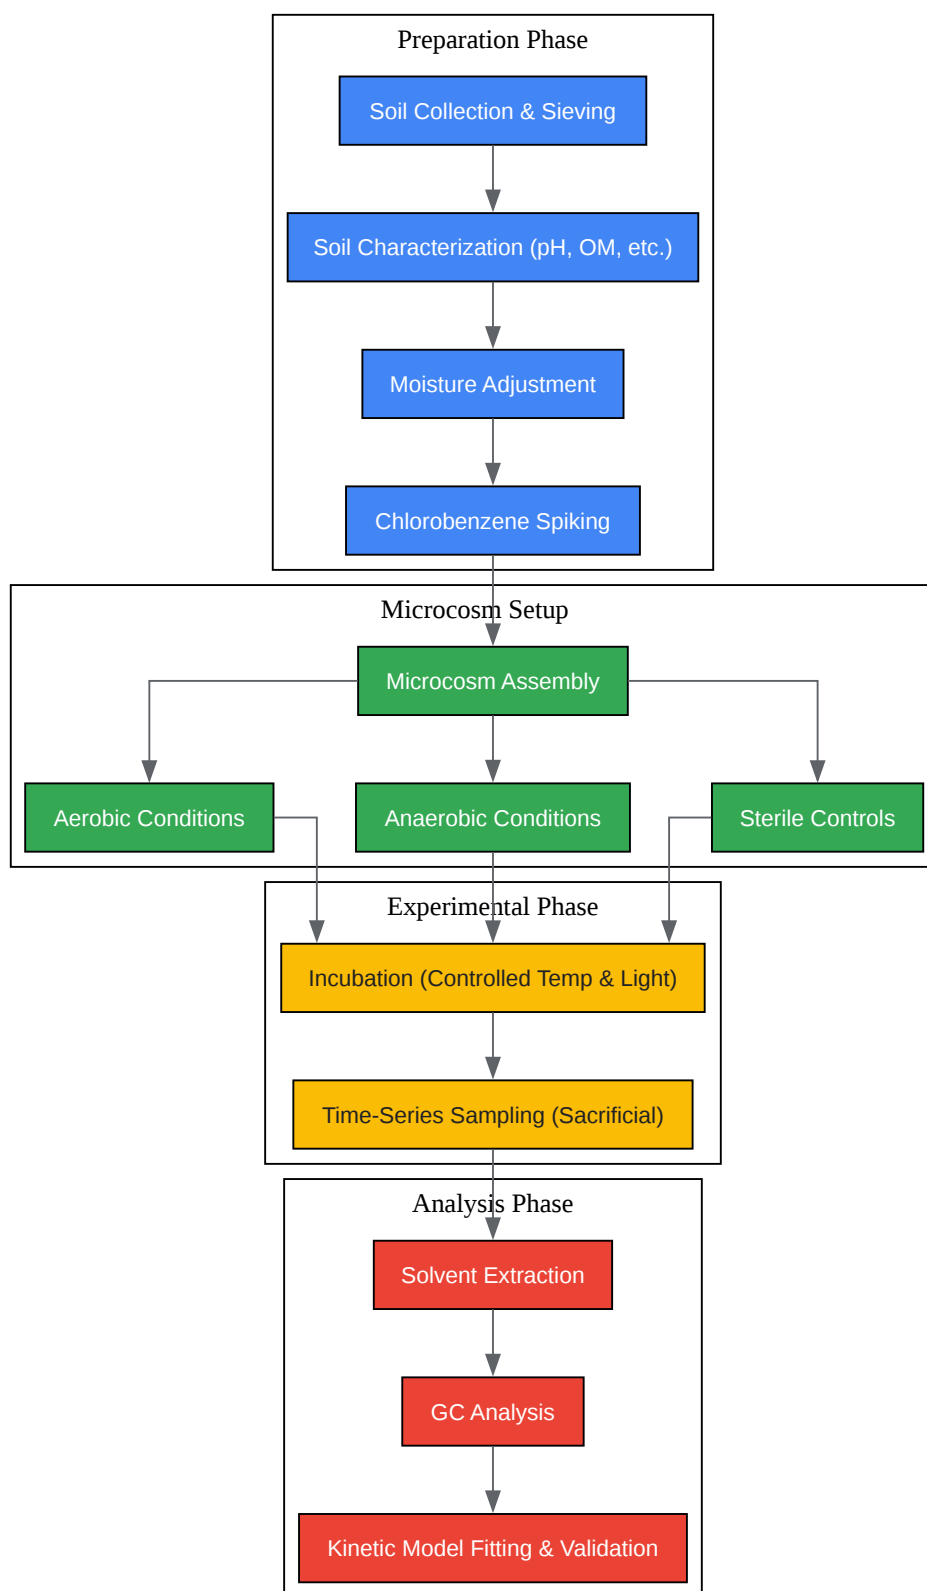 Preparation Phase
Soil Collection & Sieving
Soil Characterization (pH, OM, etc.)
Moisture Adjustment
Chlorobenzene Spiking
Microcosm Setup
Microcosm Assembly
Aerobic Conditions
Anaerobic Conditions
Sterile Controls
Experimental Phase
Incubation (Controlled Temp & Light)
Time-Series Sampling (Sacrificial)
Analysis Phase
Solvent Extraction
GC Analysis
Kinetic Model Fitting & Validation